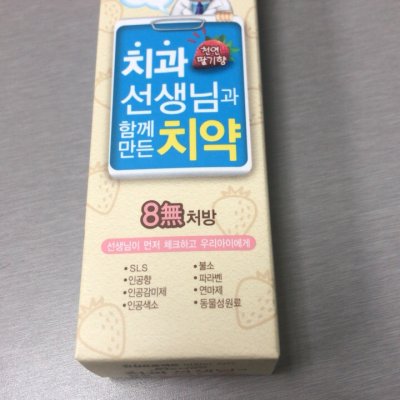 치과
천연
딸기향
선생님과
함께
만든
치약
8無 처방
선생님이 먼저 체크하고 우리아이에게
• SLS
• 인공향
• 인공감미제
• 인공색소
• 불소
• 파라벤
• 연마제
• 동물성원료